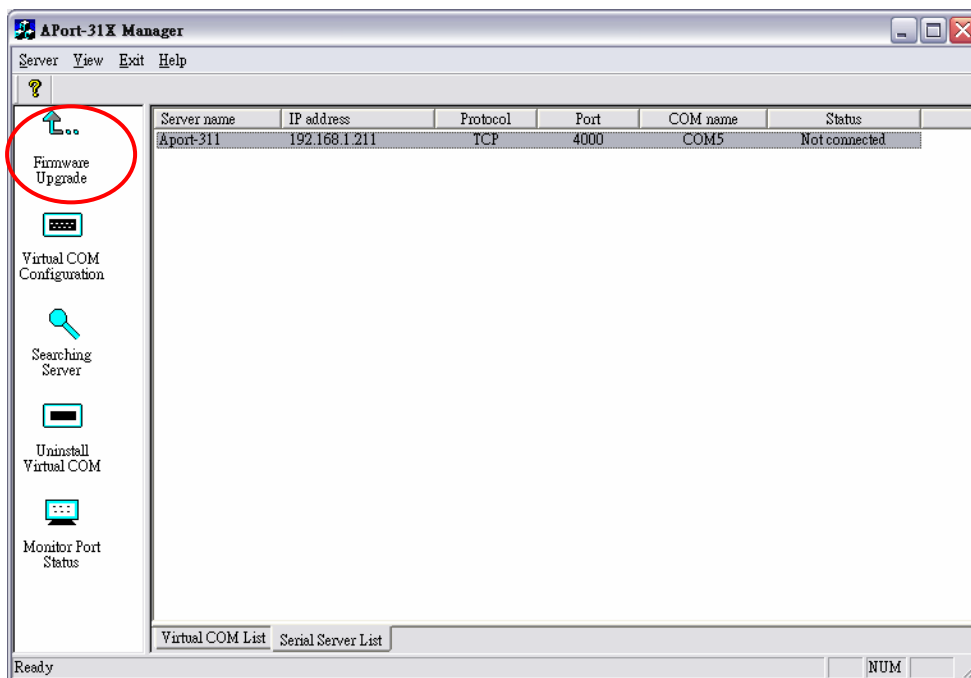 APort-31X Manager
Server View Exit Help
Firmware
Upgrade
Virtual COM
Configuration
Searching
Server
Uninstall
Virtual COM
Monitor Port
Status
Server name IP address Protocol Port COM name Status
Aport-311 192.168.1.211 TCP 4000 COM5 Not connected
Virtual COM List Serial Server List
Ready NUM